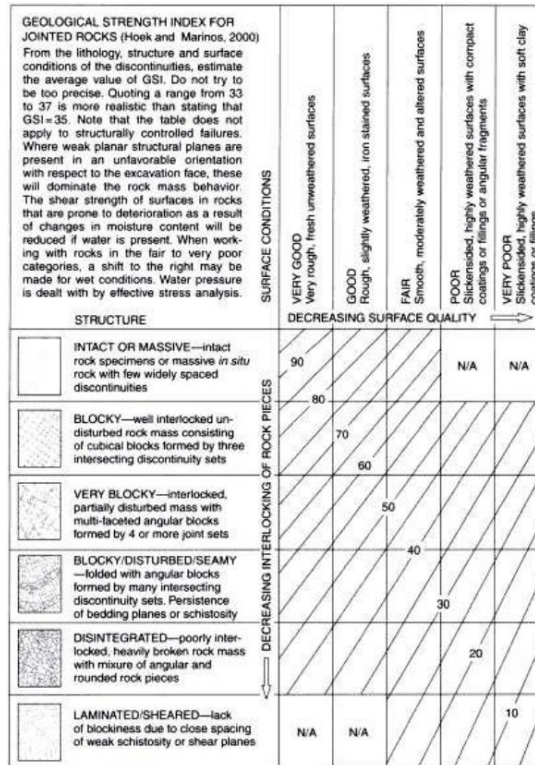 GEOLOGICAL STRENGTH INDEX FOR
JOINTED ROCKS (Hoek and Marinos, 2000)
From the lithology, structure and surface
conditions of the discontinuities, estimate
the average value of GSI. Do not try to
be too precise. Quoting a range from 33
to 37 is more realistic than stating that
GSI=35. Note that the table does not
apply to structurally controlled failures.
Where weak planar structural planes are
present in an unfavorable orientation
with respect to the excavation face, these
will dominate the rock mass behavior.
The shear strength of surfaces in rocks
that are prone to deterioration as a result
of changes in moisture content will be
reduced if water is present. When work-
ing with rocks in the fair to very poor
categories, a shift to the right may be
made for wet conditions. Water pressure
is dealt with by effective stress analysis.
SURFACE CONDITIONS
VERY GOOD
Very rough, fresh unweathered surfaces
GOOD
Rough, slightly weathered, iron stained surfaces
FAIR
Smooth, moderately weathered and altered surfaces
POOR
Slickensided, highly weathered surfaces with compact
coatings or fillings or angular fragments
VERY POOR
Slickensided, highly weathered surfaces with soft clay
coatings or fillings
STRUCTURE
DECREASING SURFACE QUALITY
DECREASING INTERLOCKING OF ROCK PIECES
INTACT OR MASSIVE—intact
rock specimens or massive in situ
rock with few widely spaced
discontinuities
90
N/A
N/A
80
BLOCKY—well interlocked un-
disturbed rock mass consisting
of cubical blocks formed by three
intersecting discontinuity sets
70
60
VERY BLOCKY—interlocked,
partially disturbed mass with
multi-faceted angular blocks
formed by 4 or more joint sets
50
40
BLOCKY/DISTURBED/SEAMY
—folded with angular blocks
formed by many intersecting
discontinuity sets. Persistence
of bedding planes or schistosity
30
DISINTEGRATED—poorly inter-
locked, heavily broken rock mass
with mixture of angular and
rounded rock pieces
20
LAMINATED/SHEARED—lack
of blockiness due to close spacing
of weak schistosity or shear planes
N/A
N/A
10